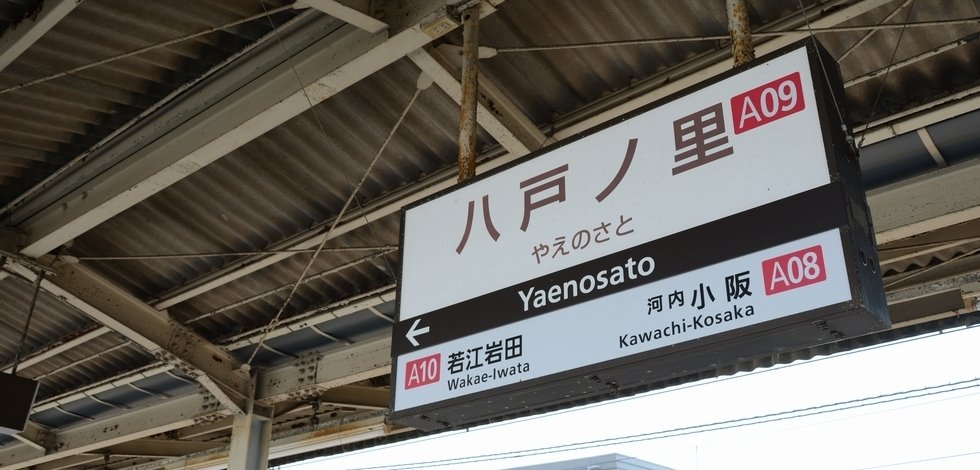 八戸ノ里 A09
やえのさと
← Yaenosato
A10 若江岩田
Wakae-Iwata
河内小阪 A08
Kawachi-Kosaka